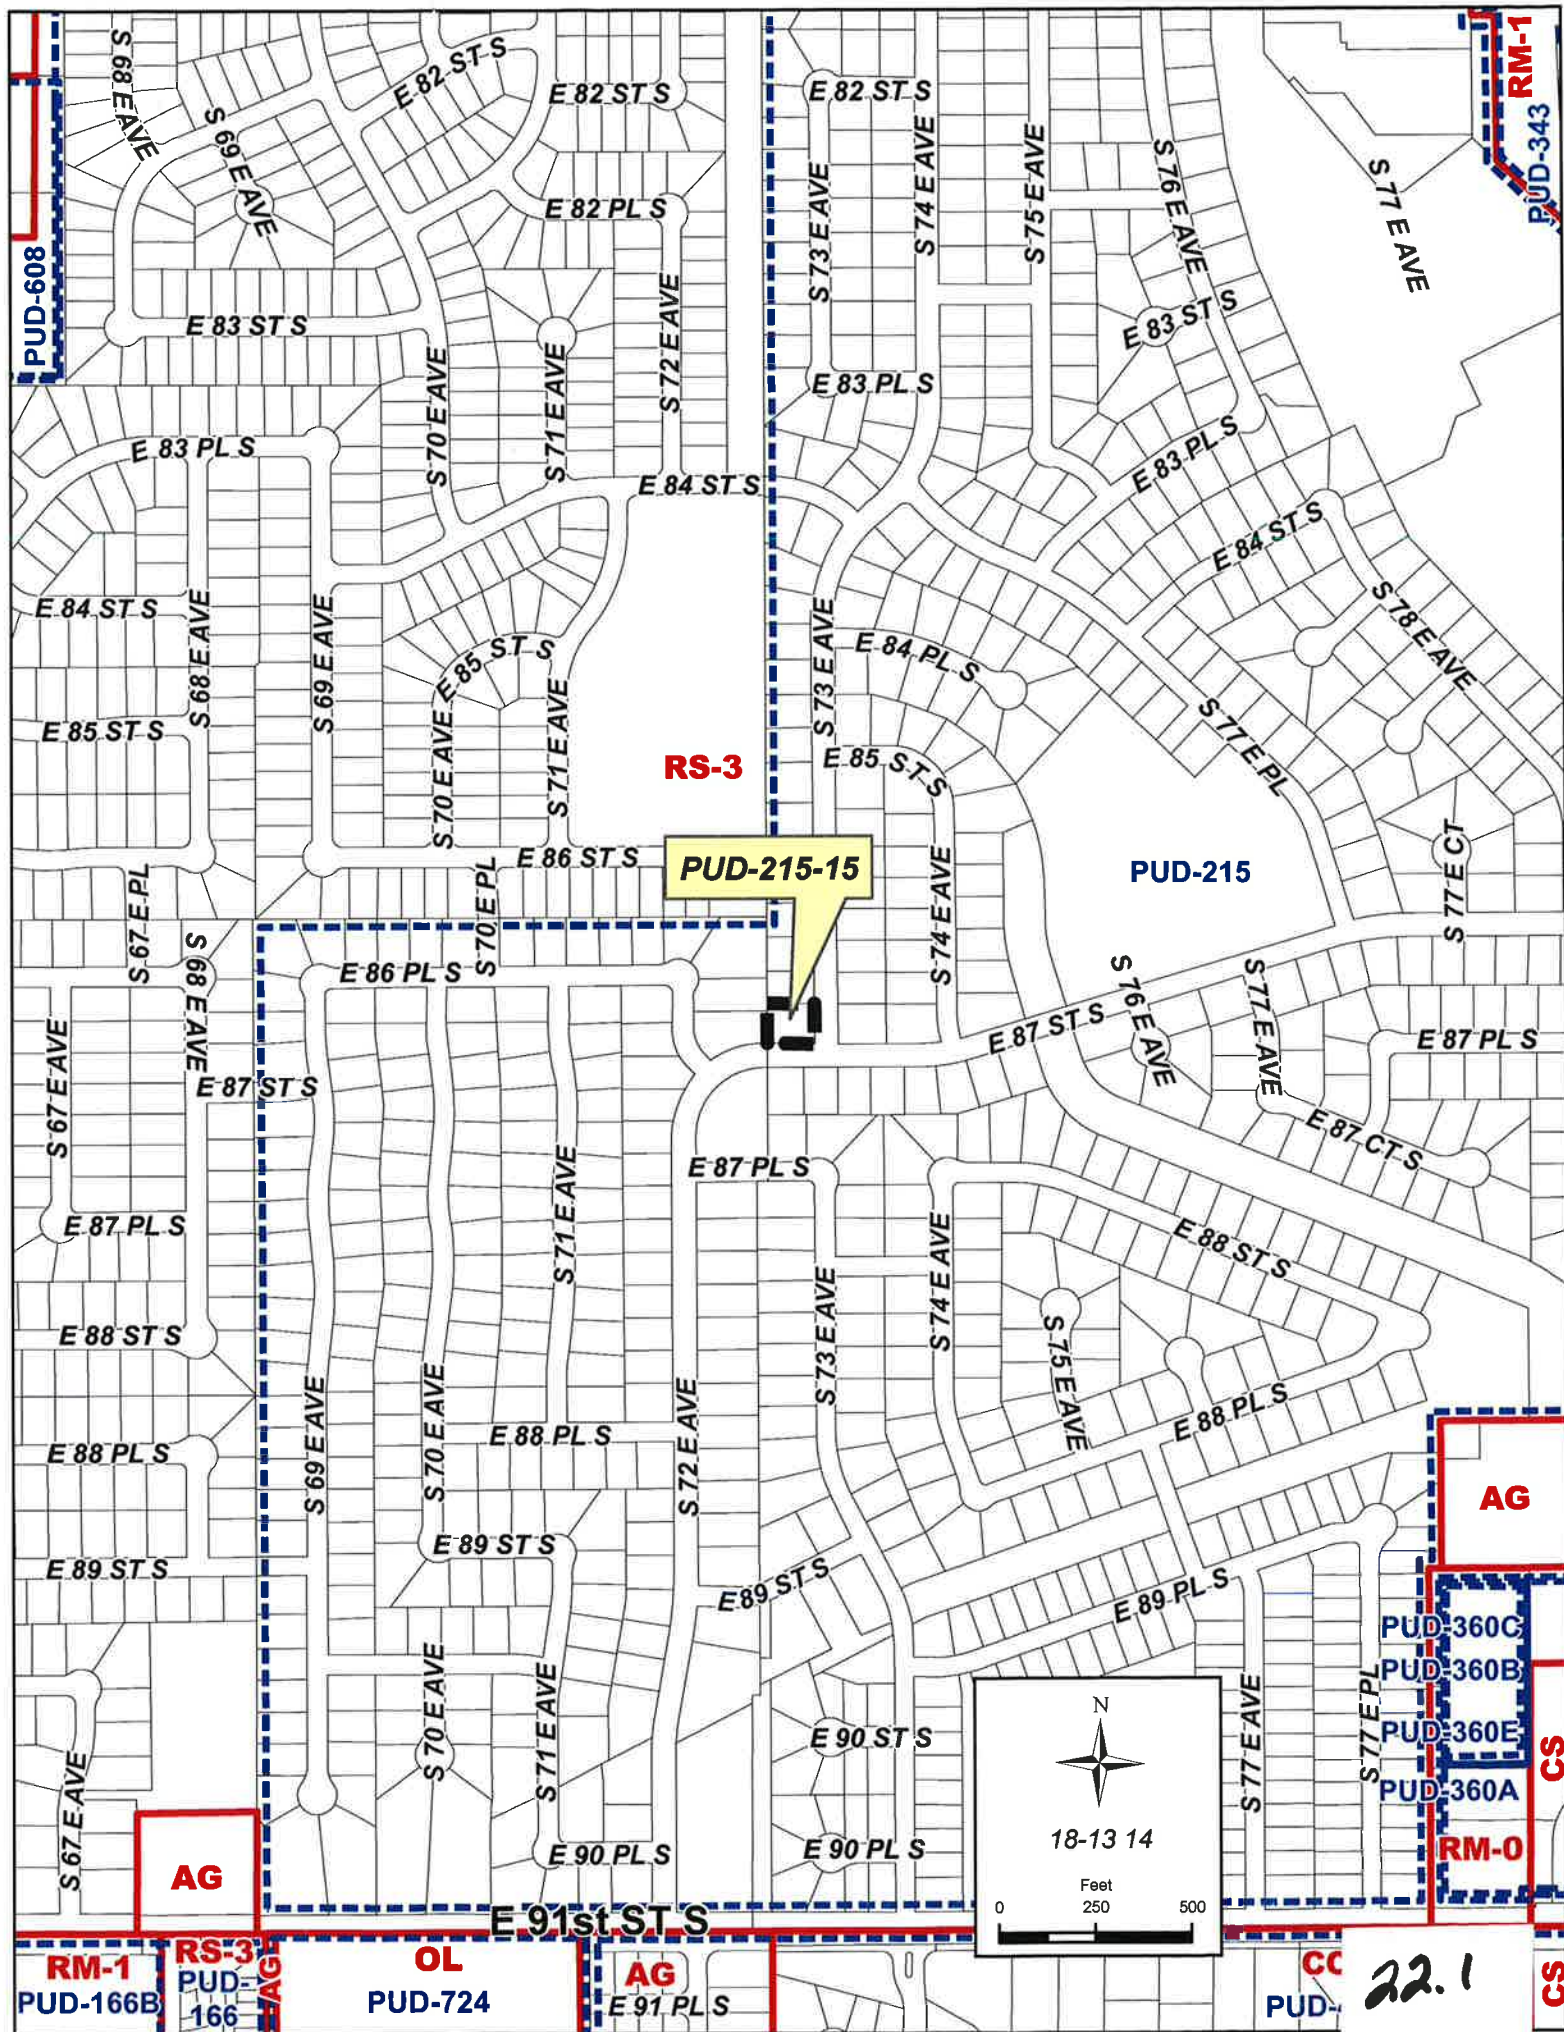 S 68 E AVE
S 69 E AVE
E 82 ST S
E 82 ST S
E 82 ST S
RM-1
PUD-343
S 73 E AVE
S 74 E AVE
S 75 E AVE
S 76 E AVE
S 77 E AVE
E 82 PL S
PUD-608
E 83 ST S
S 70 E AVE
S 71 E AVE
S 72 E AVE
E 83 ST S
E 83 PL S
E 83 PL S
E 83 PL S
E 84 ST S
E 84 ST S
E 84 ST S
S 68 E AVE
S 69 E AVE
E 85 ST S
S 73 E AVE
E 84 PL S
S 78 E AVE
E 85 ST S
S 70 E AVE
S 71 E AVE
RS-3
E 85 ST S
S 77 E PL
E 86 ST S
PUD-215-15
S 74 E AVE
PUD-215
S 77 E CT
S 67 E PL
S 70 E PL
S 68 E AVE
E 86 PL S
S 76 E AVE
S 77 E AVE
E 87 ST S
E 87 PL S
S 67 E AVE
E 87 ST S
E 87 CT S
E 87 PL S
S 71 E AVE
E 87 PL S
E 88 ST S
E 88 ST S
S 73 E AVE
S 74 E AVE
S 75 E AVE
S 69 E AVE
S 70 E AVE
S 72 E AVE
E 88 PL S
E 88 PL S
E 88 PL S
AG
E 89 ST S
E 89 ST S
E 89 ST S
E 89 PL S
PUD-360C
PUD-360B
PUD-360E
PUD-360A
CS
RM-0
S 70 E AVE
S 71 E AVE
E 90 ST S
S 77 E AVE
S 77 E PL
S 67 E AVE
AG
E 90 PL S
E 90 PL S
N
18-13 14
Feet
0 250 500
E 91st ST S
RM-1
PUD-166B
RS-3
PUD-
166
AG
OL
PUD-724
AG
E 91 PL S
PUD-
22.1
CS